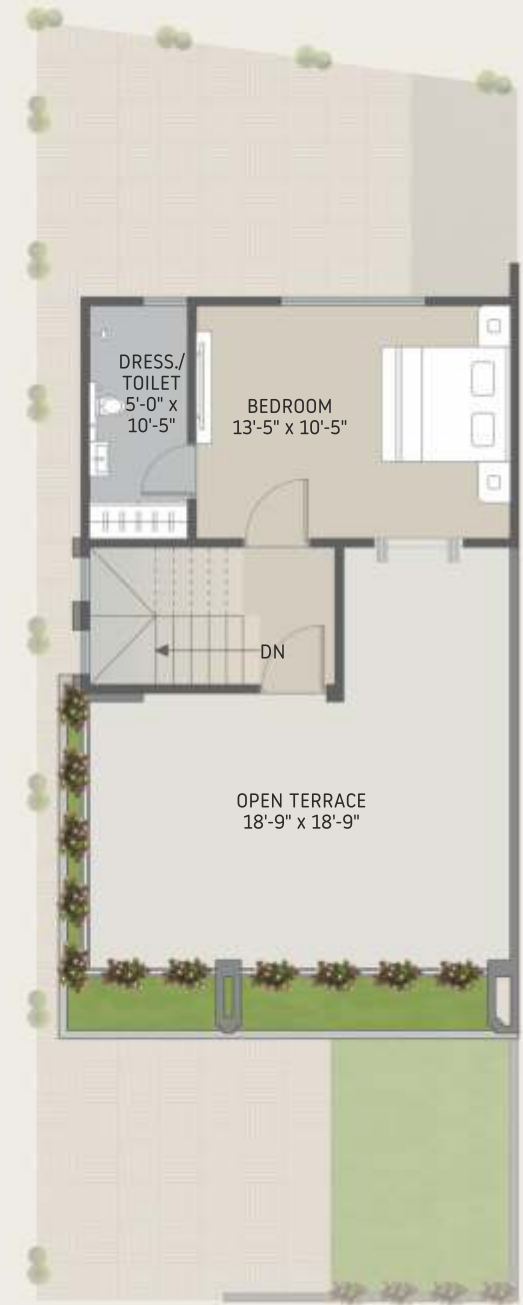 DRESS./
TOILET
5'-0" x
10'-5"
BEDROOM
13'-5" x 10'-5"
DN
OPEN TERRACE
18'-9" x 18'-9"